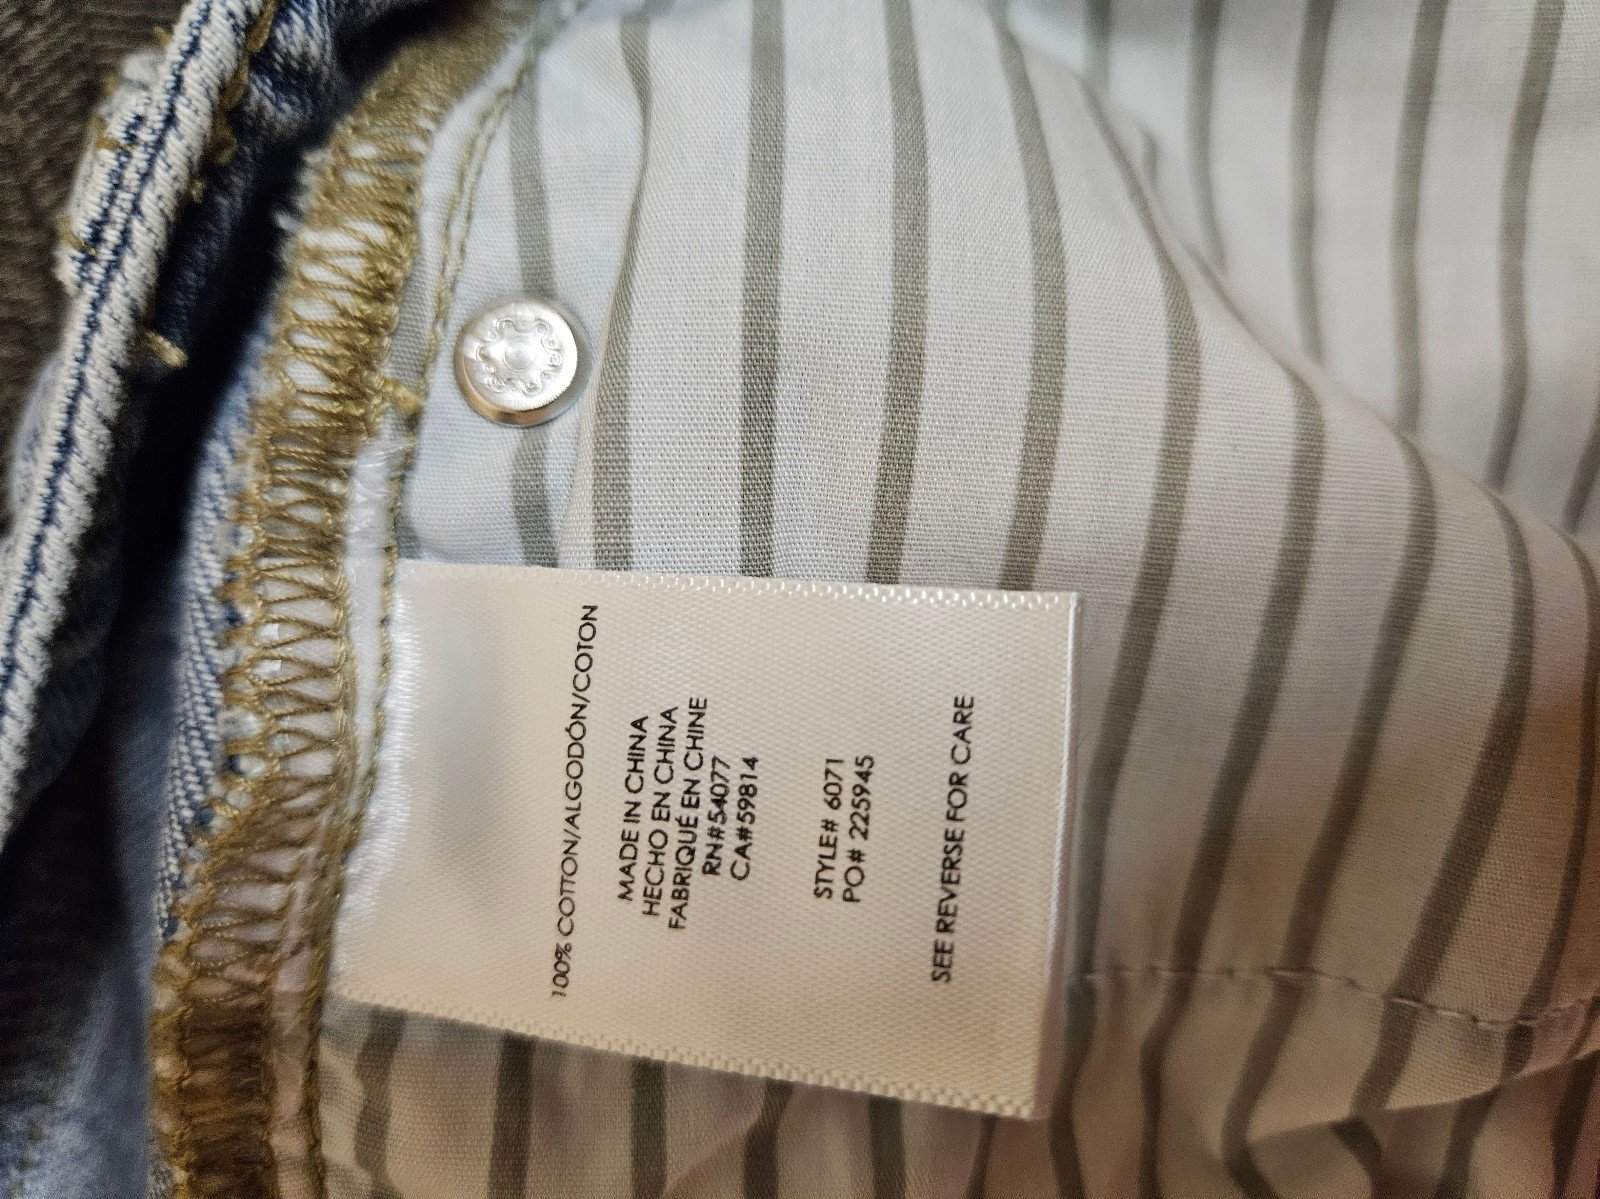 100% COTTON/ALGODÓN/COTON
MADE IN CHINA
HECHO EN CHINA
FABRIQUÉ EN CHINE
RN#54077
CA#59814
STYLE# 6071
PO# 225945
SEE REVERSE FOR CARE